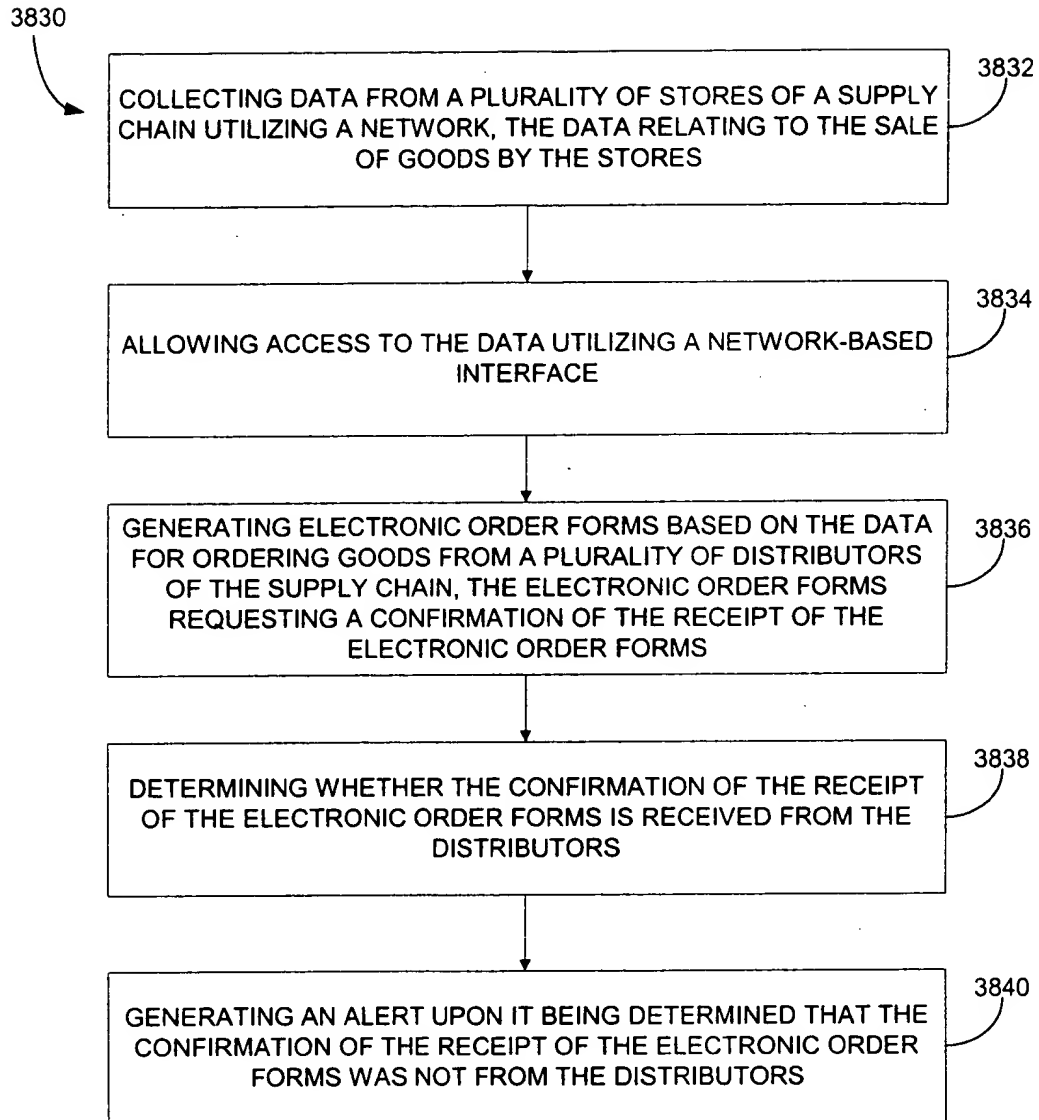 3830
3832
COLLECTING DATA FROM A PLURALITY OF STORES OF A SUPPLY
CHAIN UTILIZING A NETWORK, THE DATA RELATING TO THE SALE
OF GOODS BY THE STORES
3834
ALLOWING ACCESS TO THE DATA UTILIZING A NETWORK-BASED
INTERFACE
3836
GENERATING ELECTRONIC ORDER FORMS BASED ON THE DATA
FOR ORDERING GOODS FROM A PLURALITY OF DISTRIBUTORS
OF THE SUPPLY CHAIN, THE ELECTRONIC ORDER FORMS
REQUESTING A CONFIRMATION OF THE RECEIPT OF THE
ELECTRONIC ORDER FORMS
3838
DETERMINING WHETHER THE CONFIRMATION OF THE RECEIPT
OF THE ELECTRONIC ORDER FORMS IS RECEIVED FROM THE
DISTRIBUTORS
3840
GENERATING AN ALERT UPON IT BEING DETERMINED THAT THE
CONFIRMATION OF THE RECEIPT OF THE ELECTRONIC ORDER
FORMS WAS NOT FROM THE DISTRIBUTORS